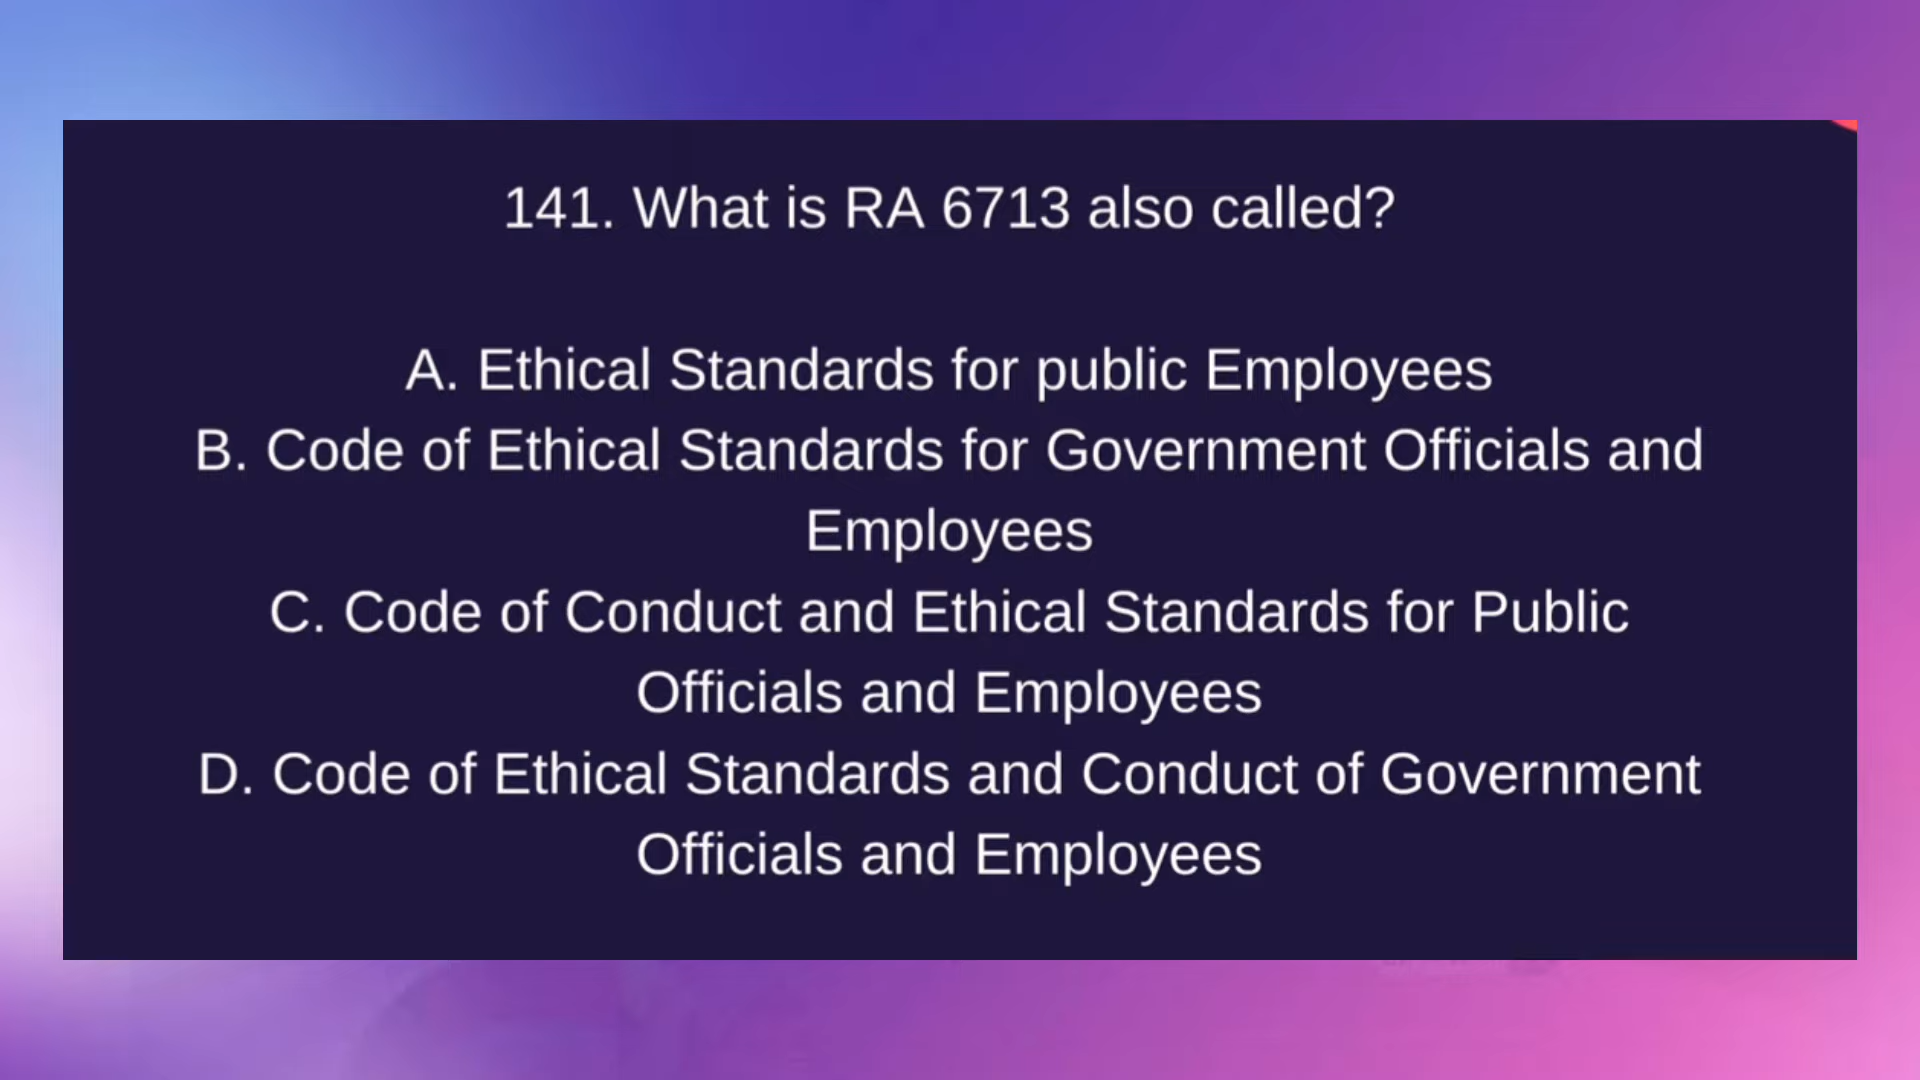 141. What is RA 6713 also called?
A. Ethical Standards for public Employees
B. Code of Ethical Standards for Government Officials and
Employees
C. Code of Conduct and Ethical Standards for Public
Officials and Employees
D. Code of Ethical Standards and Conduct of Government
Officials and Employees